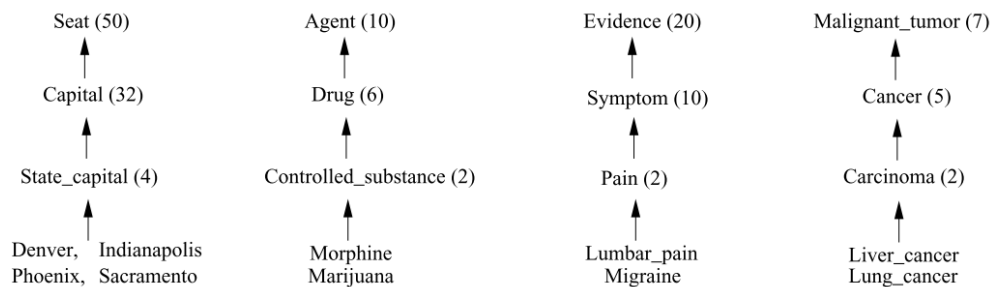 Seat (50) Agent (10) Evidence (20) Malignant_tumor (7)
Capital (32) Drug (6) Symptom (10) Cancer (5)
State_capital (4) Controlled_substance (2) Pain (2) Carcinoma (2)
Denver, Indianapolis Morphine Lumbar_pain Liver_cancer
Phoenix, Sacramento Marijuana Migraine Lung_cancer